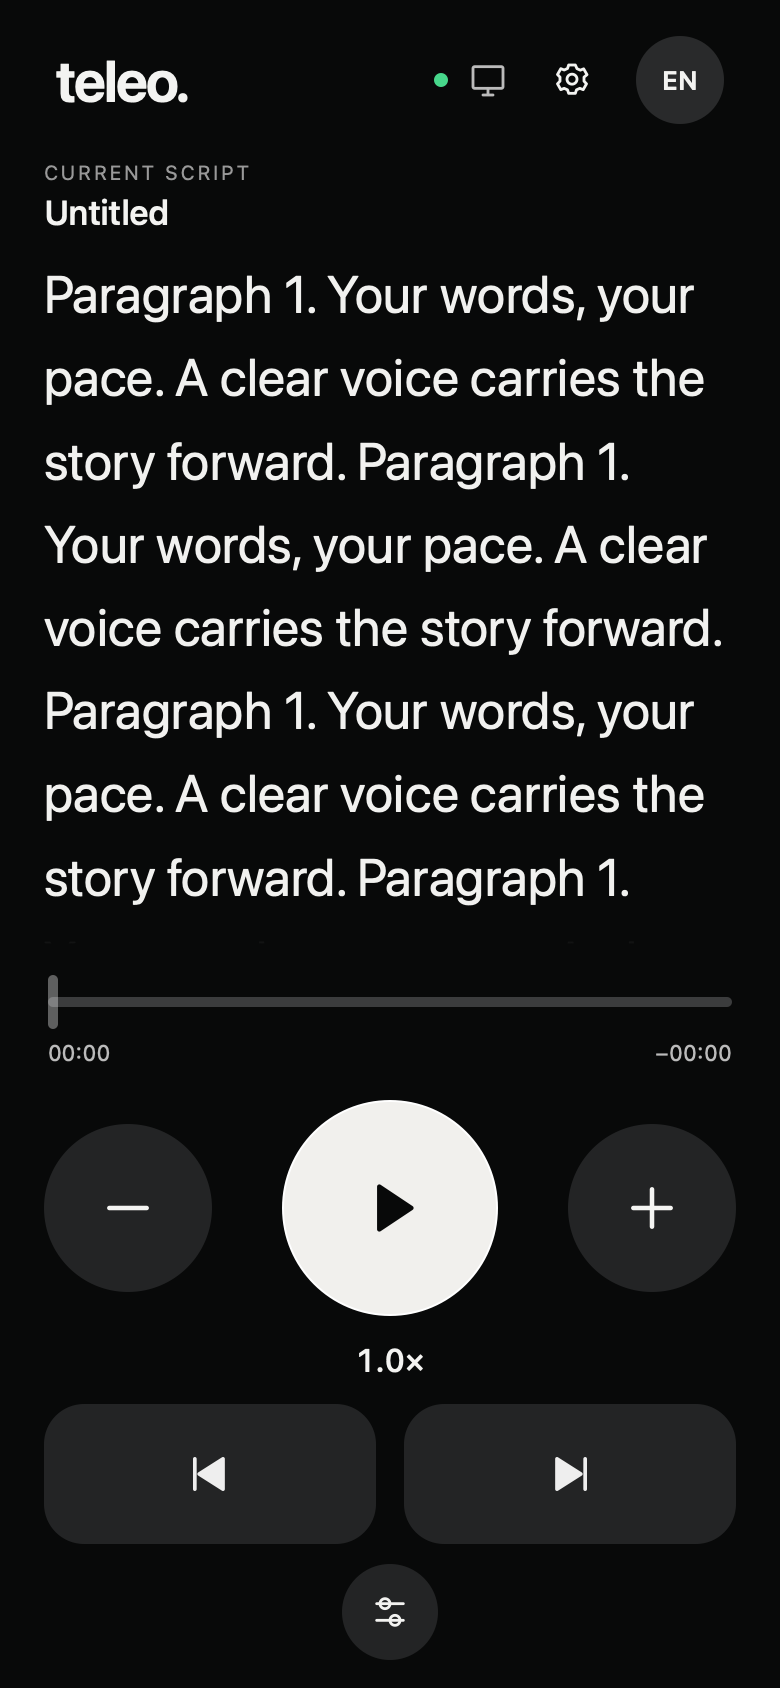 teleo.
EN
CURRENT SCRIPT
Untitled
Paragraph 1. Your words, your
pace. A clear voice carries the
story forward. Paragraph 1.
Your words, your pace. A clear
voice carries the story forward.
Paragraph 1. Your words, your
pace. A clear voice carries the
story forward. Paragraph 1.
00:00
–00:00
1.0×